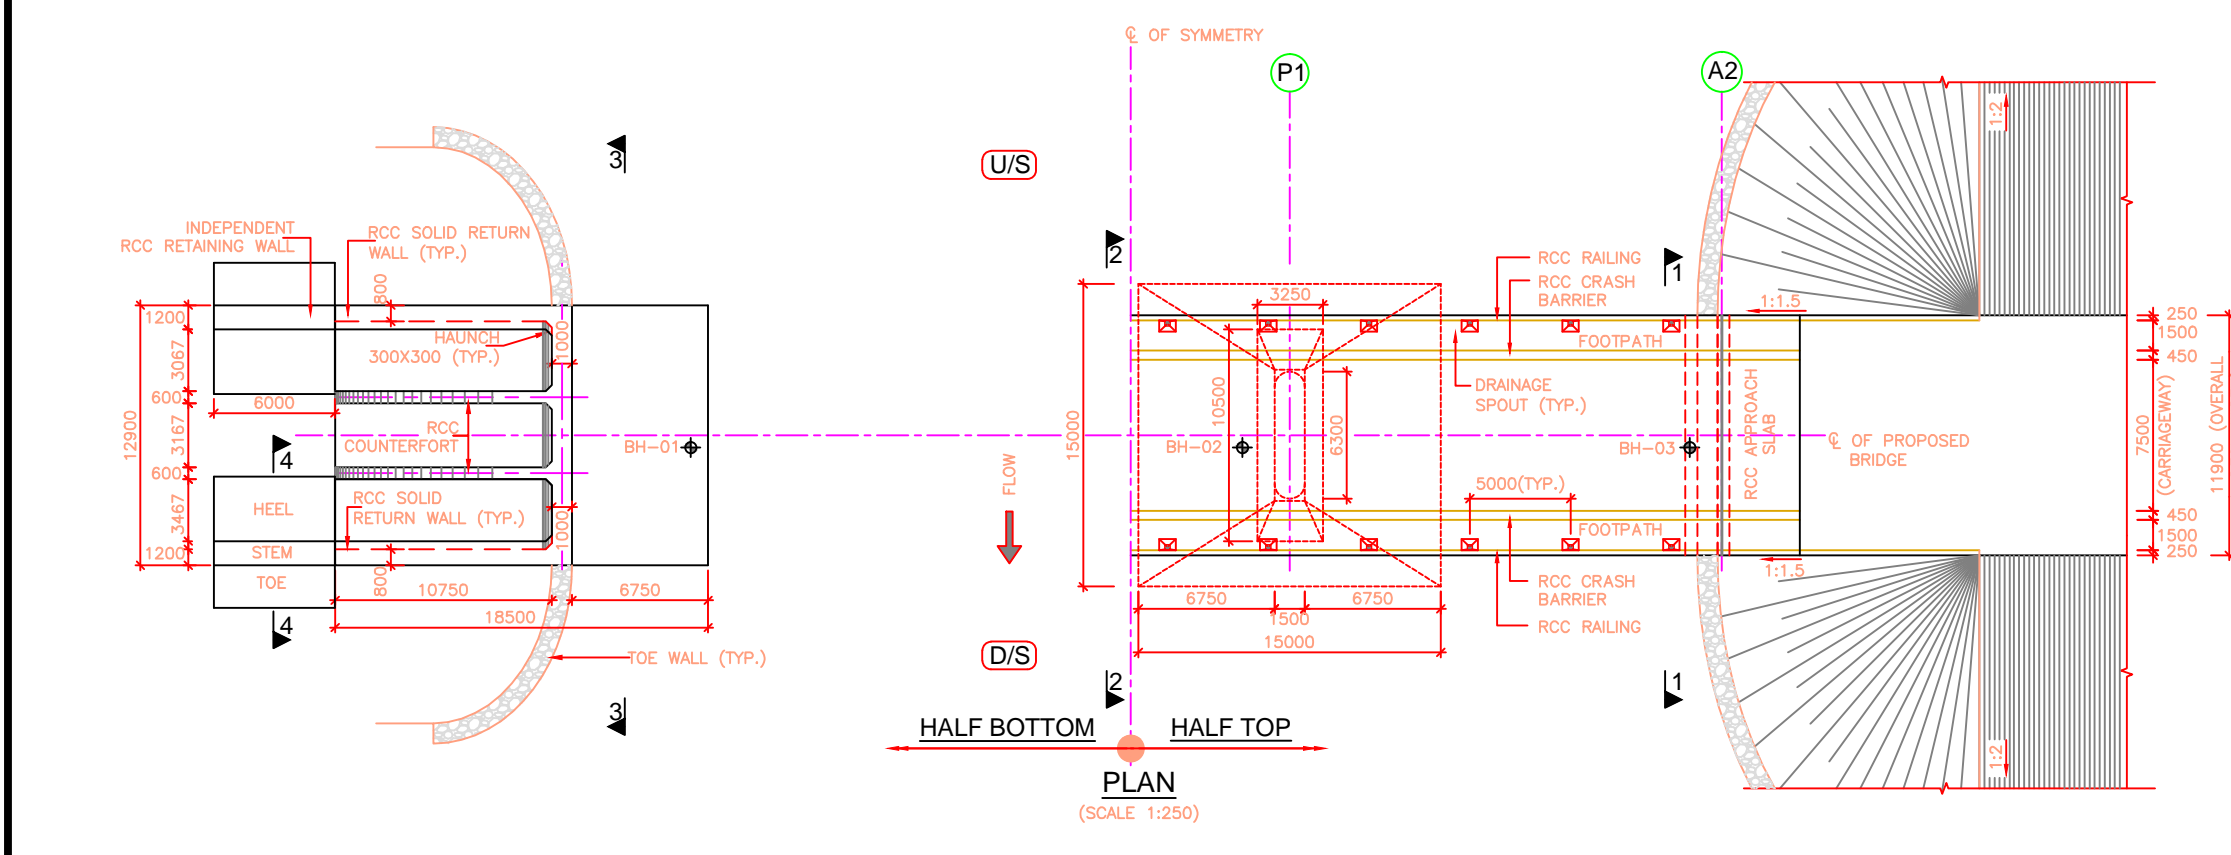 ℄ OF SYMMETRY
P1
A2
U/S
3
INDEPENDENT
RCC RETAINING WALL
RCC SOLID RETURN
WALL (TYP.)
800
1200
3067
600
3167
600
3467
1200
12900
HAUNCH
300X300 (TYP.)
1000
6000
RCC
COUNTERFORT
4
BH-01
HEEL
STEM
TOE
RCC SOLID
RETURN WALL (TYP.)
1000
800
10750
6750
18500
4
TOE WALL (TYP.)
3
2
15000
3250
10500
6300
BH-02
FLOW
6750
1500
6750
15000
D/S
2
RCC RAILING
RCC CRASH
BARRIER
1
FOOTPATH
DRAINAGE
SPOUT (TYP.)
BH-03
5000(TYP.)
FOOTPATH
RCC CRASH
BARRIER
RCC RAILING
1
RCC APPROACH
SLAB
1:1.5
1:1.5
℄ OF PROPOSED
BRIDGE
1:2
1:2
250
1500
450
7500
(CARRIAGEWAY)
11900 (OVERALL
450
1500
250
HALF BOTTOM
HALF TOP
PLAN
(SCALE 1:250)